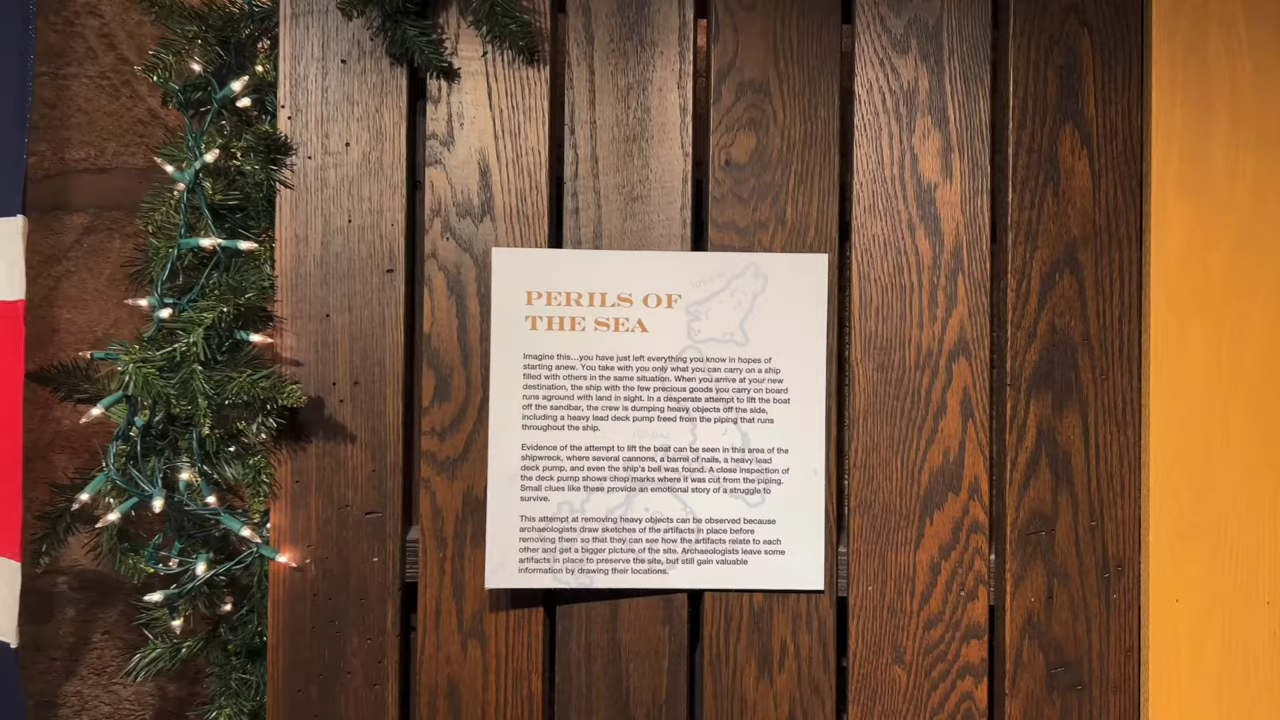 PERILS OF
THE SEA
Imagine this...you have just left everything you know in hopes of
starting anew. You take with you only what you can carry on a ship
filled with others in the same situation. When you arrive at your new
destination, the ship with the few precious goods you carry on board
runs aground with land in sight. In a desperate attempt to lift the boat
off the sandbar, the crew is dumping heavy objects off the side,
including a heavy lead deck pump freed from the piping that runs
throughout the ship.
Evidence of the attempt to lift the boat can be seen in this area of the
shipwreck, where several cannons, a barrel of nails, a heavy lead
deck pump, and even the ship's bell was found. A close inspection of
the deck pump shows chop marks where it was cut from the piping.
Small clues like these provide an emotional story of a struggle to
survive.
This attempt at removing heavy objects can be observed because
archaeologists draw sketches of the artifacts in place before
removing them so that they can see how the artifacts relate to each
other and get a bigger picture of the site. Archaeologists leave some
artifacts in place to preserve the site, but still gain valuable
information by drawing their locations.